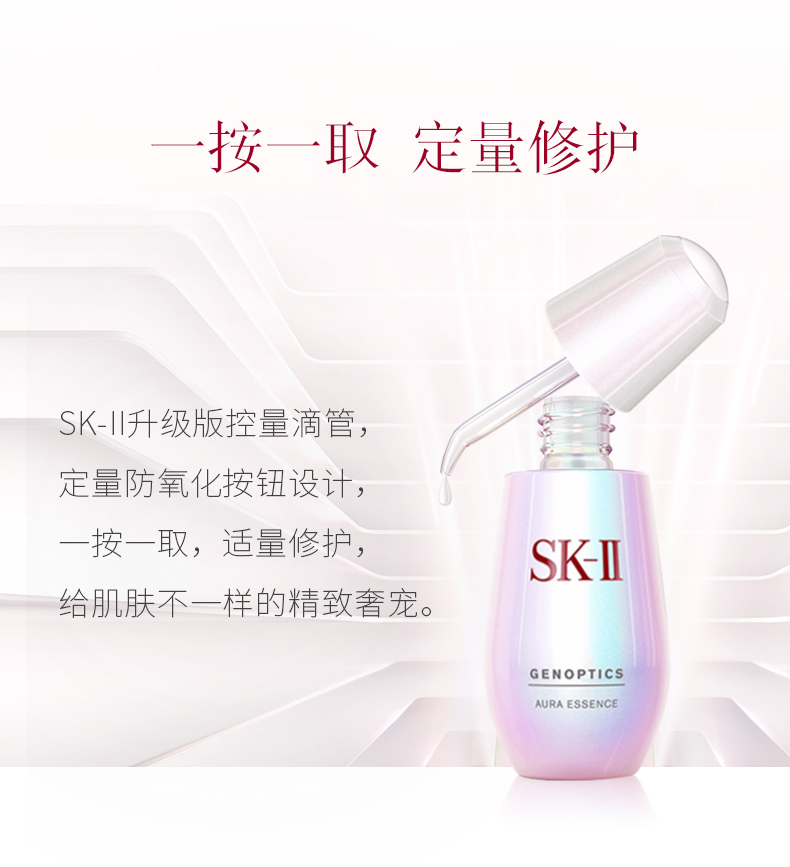 一按一取 定量修护
SK-II升级版控量滴管，
定量防氧化按钮设计，
一按一取，适量修护，
给肌肤不一样的精致奢宠。
SK-II
GENOPTICS
AURA ESSENCE